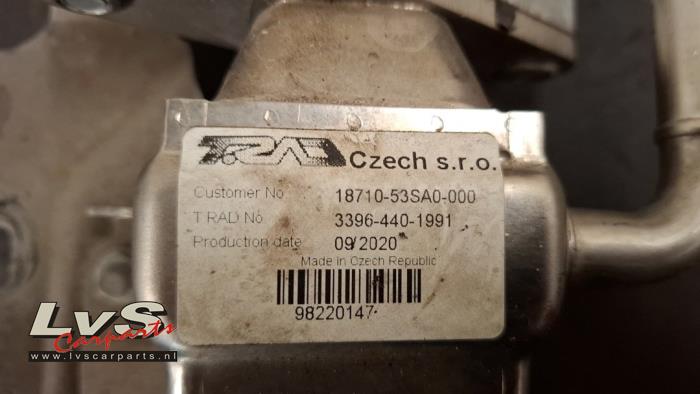 T.RAD Czech s.r.o.
Customer No 18710-53SA0-000
T RAD No 3396-440-1991
Production date 09/2020
Made in Czech Republic
98220147
LvS
Carparts
www.lvscarparts.nl